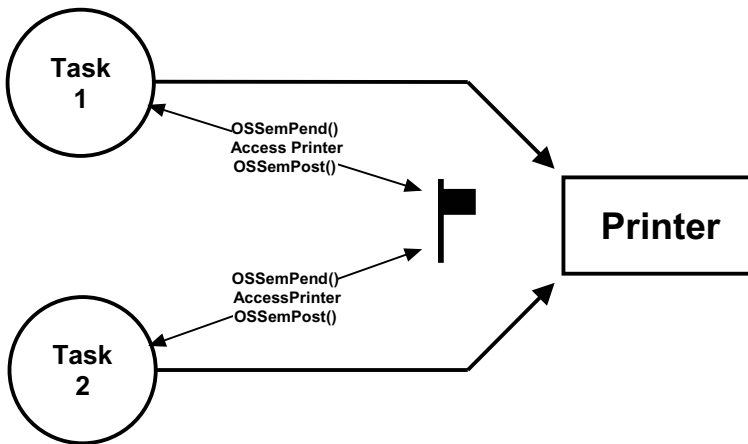 Task
1
OSSemPend()
Access Printer
OSSemPost()
Printer
OSSemPend()
AccessPrinter
OSSemPost()
Task
2